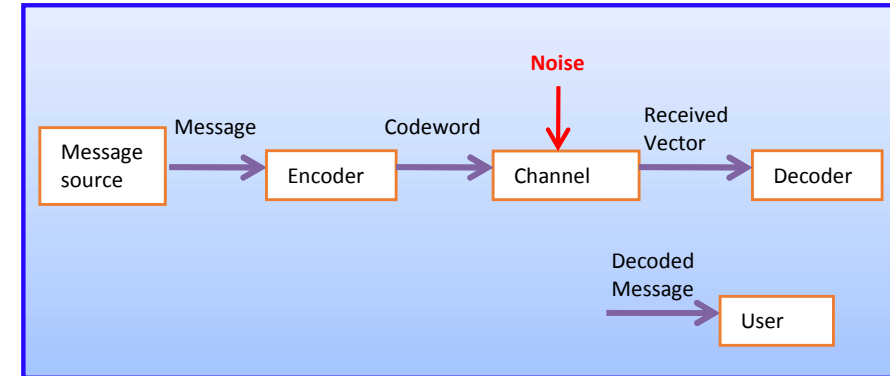 Noise
Message
Codeword
Received
Vector
Message
source
Encoder
Channel
Decoder
Decoded
Message
User